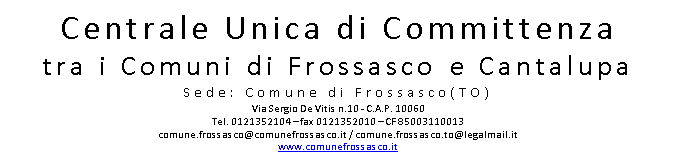 Centrale Unica di Committenza
tra i Comuni di Frossasco e Cantalupa
Sede: Comune di Frossasco(TO)
Via Sergio De Vitis n.10 - C.A.P. 10060
Tel. 0121352104 – fax 0121352010 – CF85003110013
comune.frossasco@comunefrossasco.it / comune.frossasco.to@legalmail.it
www.comunefrossasco.it